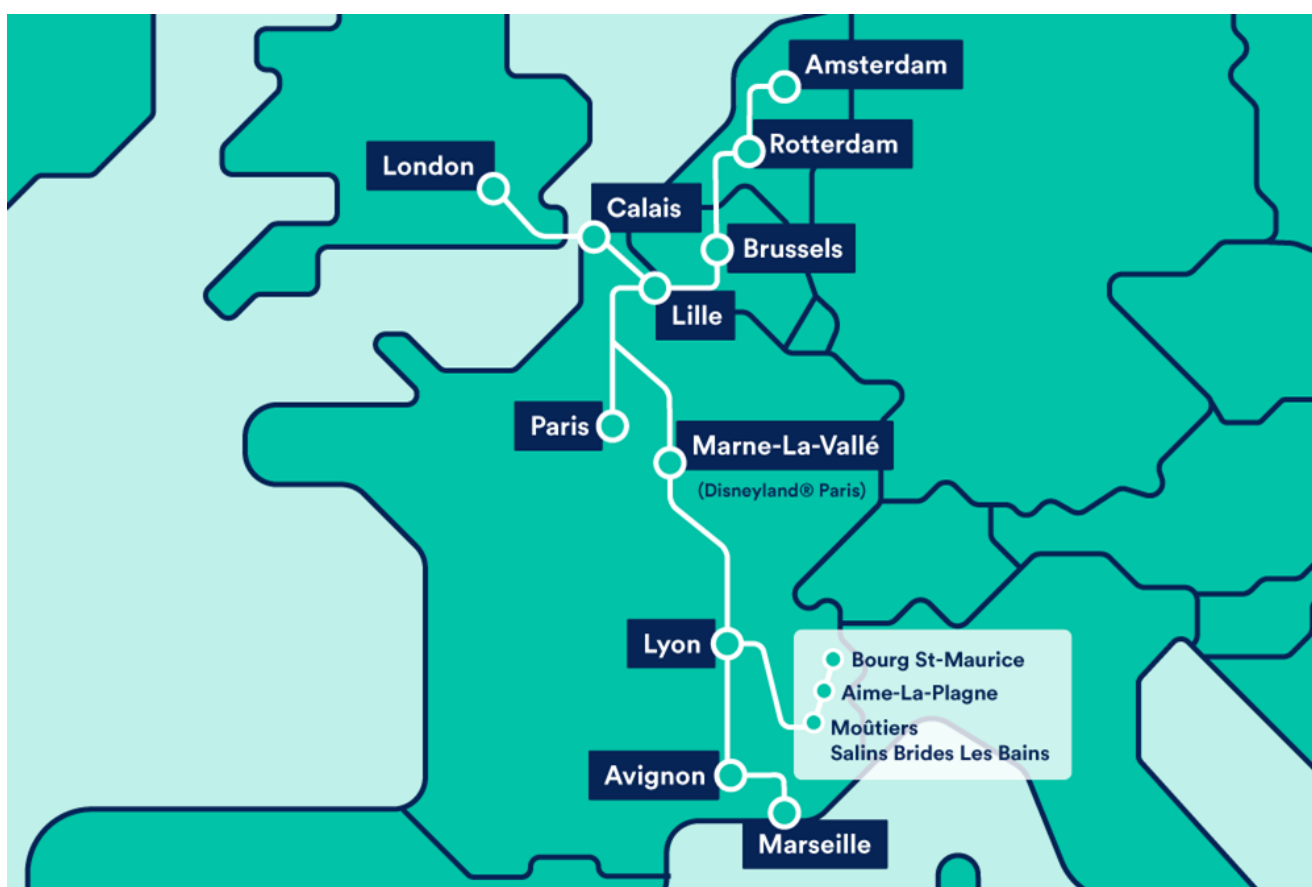 Amsterdam
Rotterdam
London
Calais
Brussels
Lille
Paris
Marne-La-Vallé
(Disneyland® Paris)
Lyon
Bourg St-Maurice
Aime-La-Plagne
Moûtiers
Salins Brides Les Bains
Avignon
Marseille